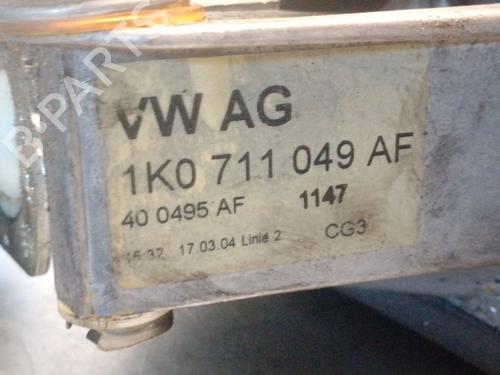 VW AG
1K0 711 049 AF
40 0495 AF 1147
15:32 17.03.04 Linie 2 CG3
B-PARTS